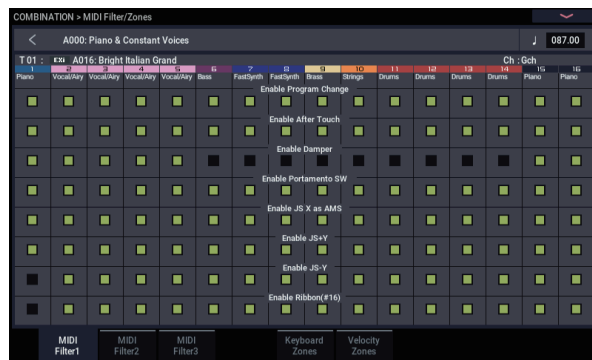 COMBINATION > MIDI Filter/Zones
A000: Piano & Constant Voices
♩ 087.00
T 01 : EXi A016: Bright Italian Grand Ch :Gch
1 2 3 4 5 6 7 8 9 10 11 12 13 14 15 16
Piano Vocal/Airy Vocal/Airy Vocal/Airy Vocal/Airy Bass FastSynth FastSynth Brass Strings Drums Drums Drums Drums Piano Piano
Enable Program Change
Enable After Touch
Enable Damper
Enable Portamento SW
Enable JS X as AMS
Enable JS+Y
Enable JS-Y
Enable Ribbon(#16)
MIDI MIDI MIDI Keyboard Velocity
Filter1 Filter2 Filter3 Zones Zones